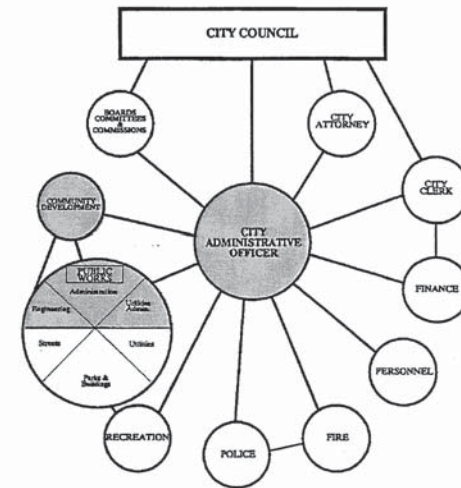 CITY COUNCIL
BOARDS
COMMITTEES
&
COMMISSIONS
CITY
ATTORNEY
COMMUNITY
DEVELOPMENT
CITY
CLERK
CITY
ADMINISTRATIVE
OFFICER
PUBLIC
WORKS
Administration
Engineering
Utilities
Admin.
Streets
Utilities
Parks &
Buildings
FINANCE
PERSONNEL
RECREATION
POLICE
FIRE